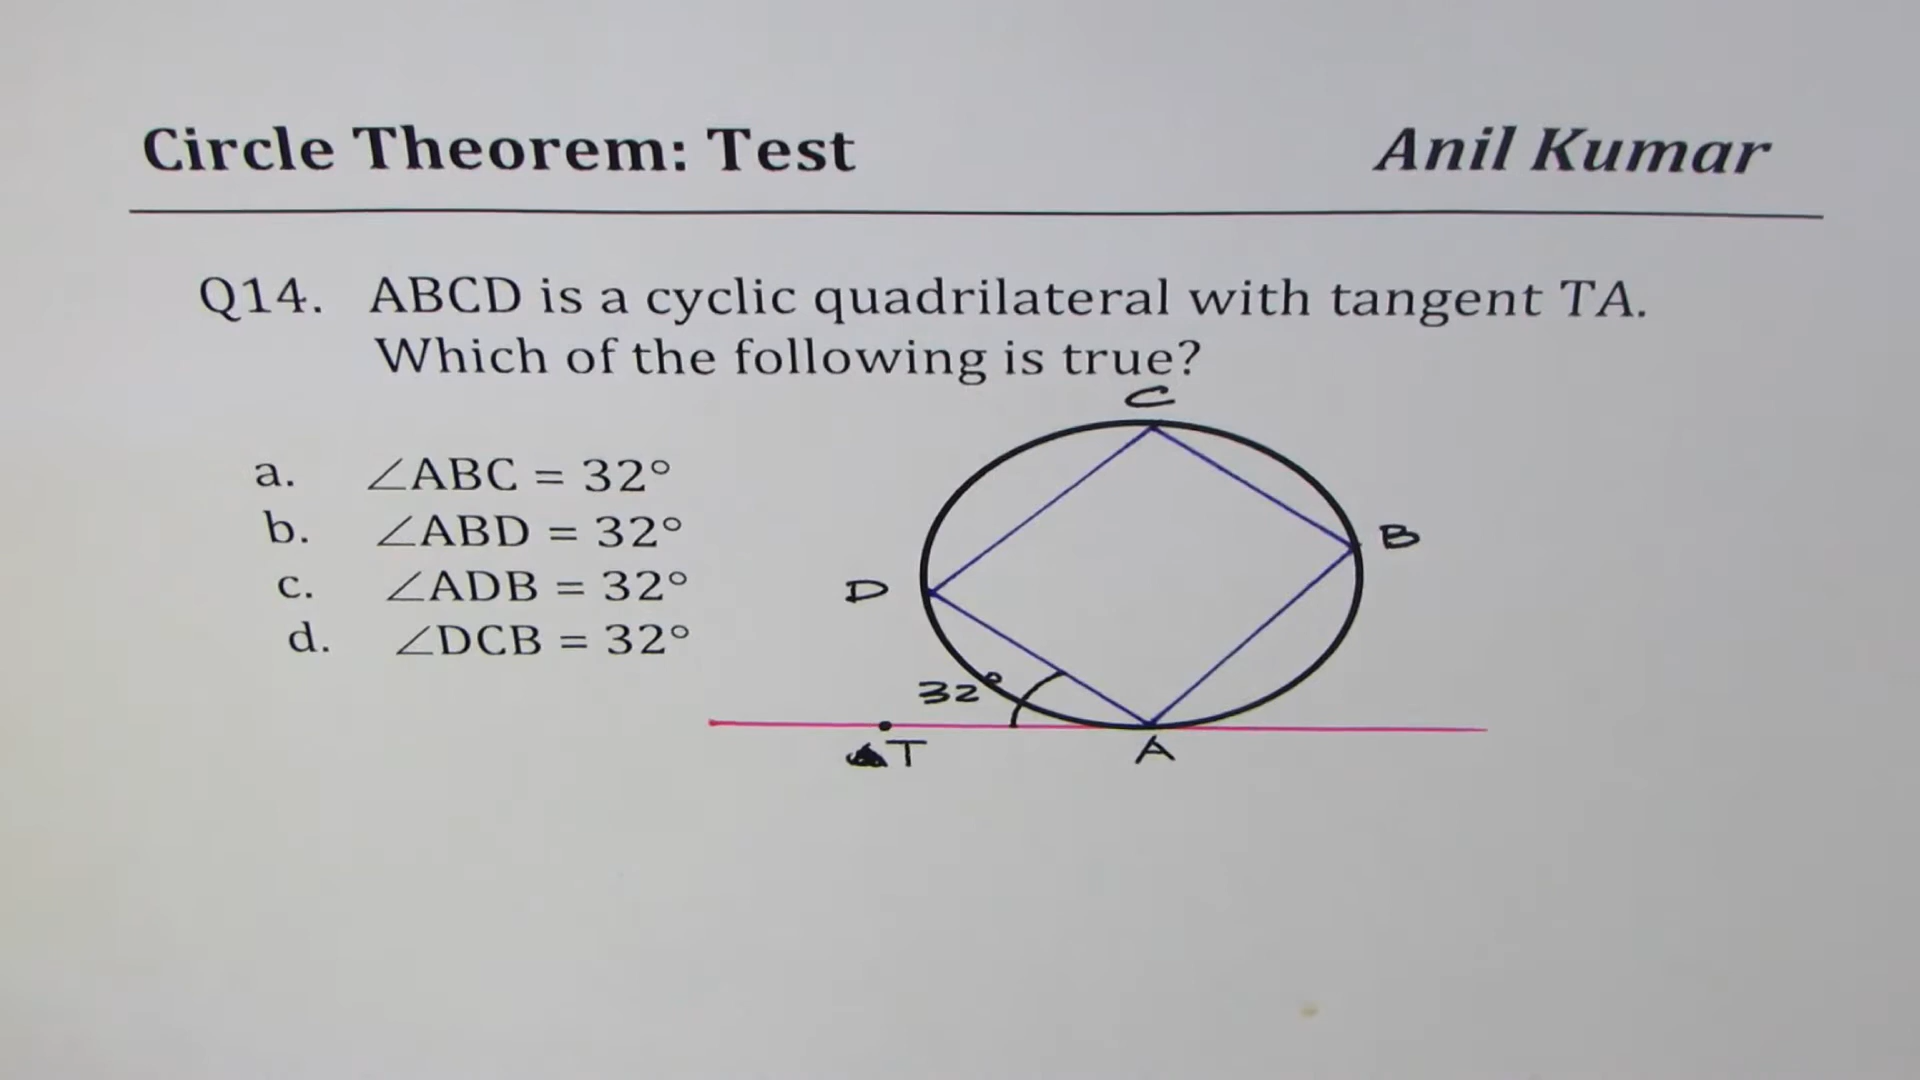 Circle Theorem: Test Anil Kumar
Q14. ABCD is a cyclic quadrilateral with tangent TA.
Which of the following is true?
a. ∠ABC = 32°
b. ∠ABD = 32°
c. ∠ADB = 32°
d. ∠DCB = 32°
C
B
D
32°
T
A